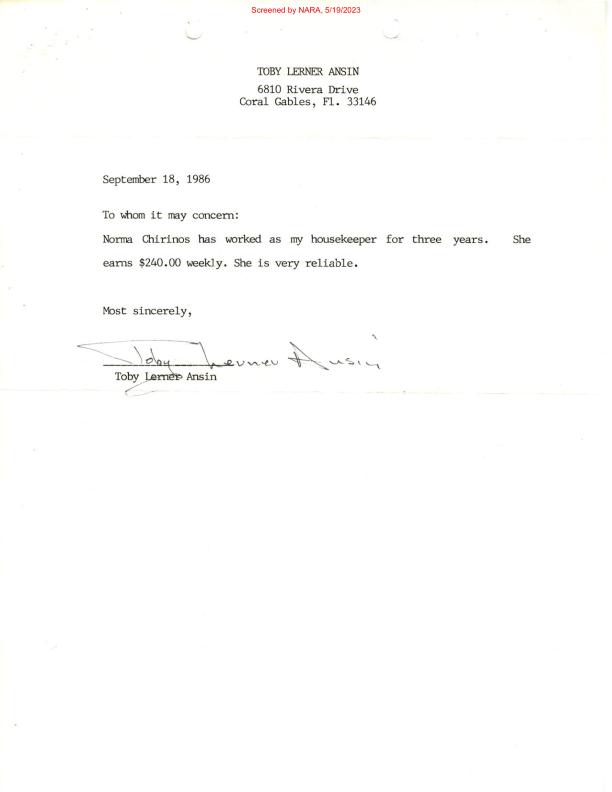 Screened by NARA, 5/19/2023
TOBY LERNER ANSIN
6810 Rivera Drive
Coral Gables, Fl. 33146
September 18, 1986
To whom it may concern:
Norma Chirinos has worked as my housekeeper for three years. She
earns $240.00 weekly. She is very reliable.
Most sincerely,
Toby Lerner Ansin
Toby Lerner Ansin